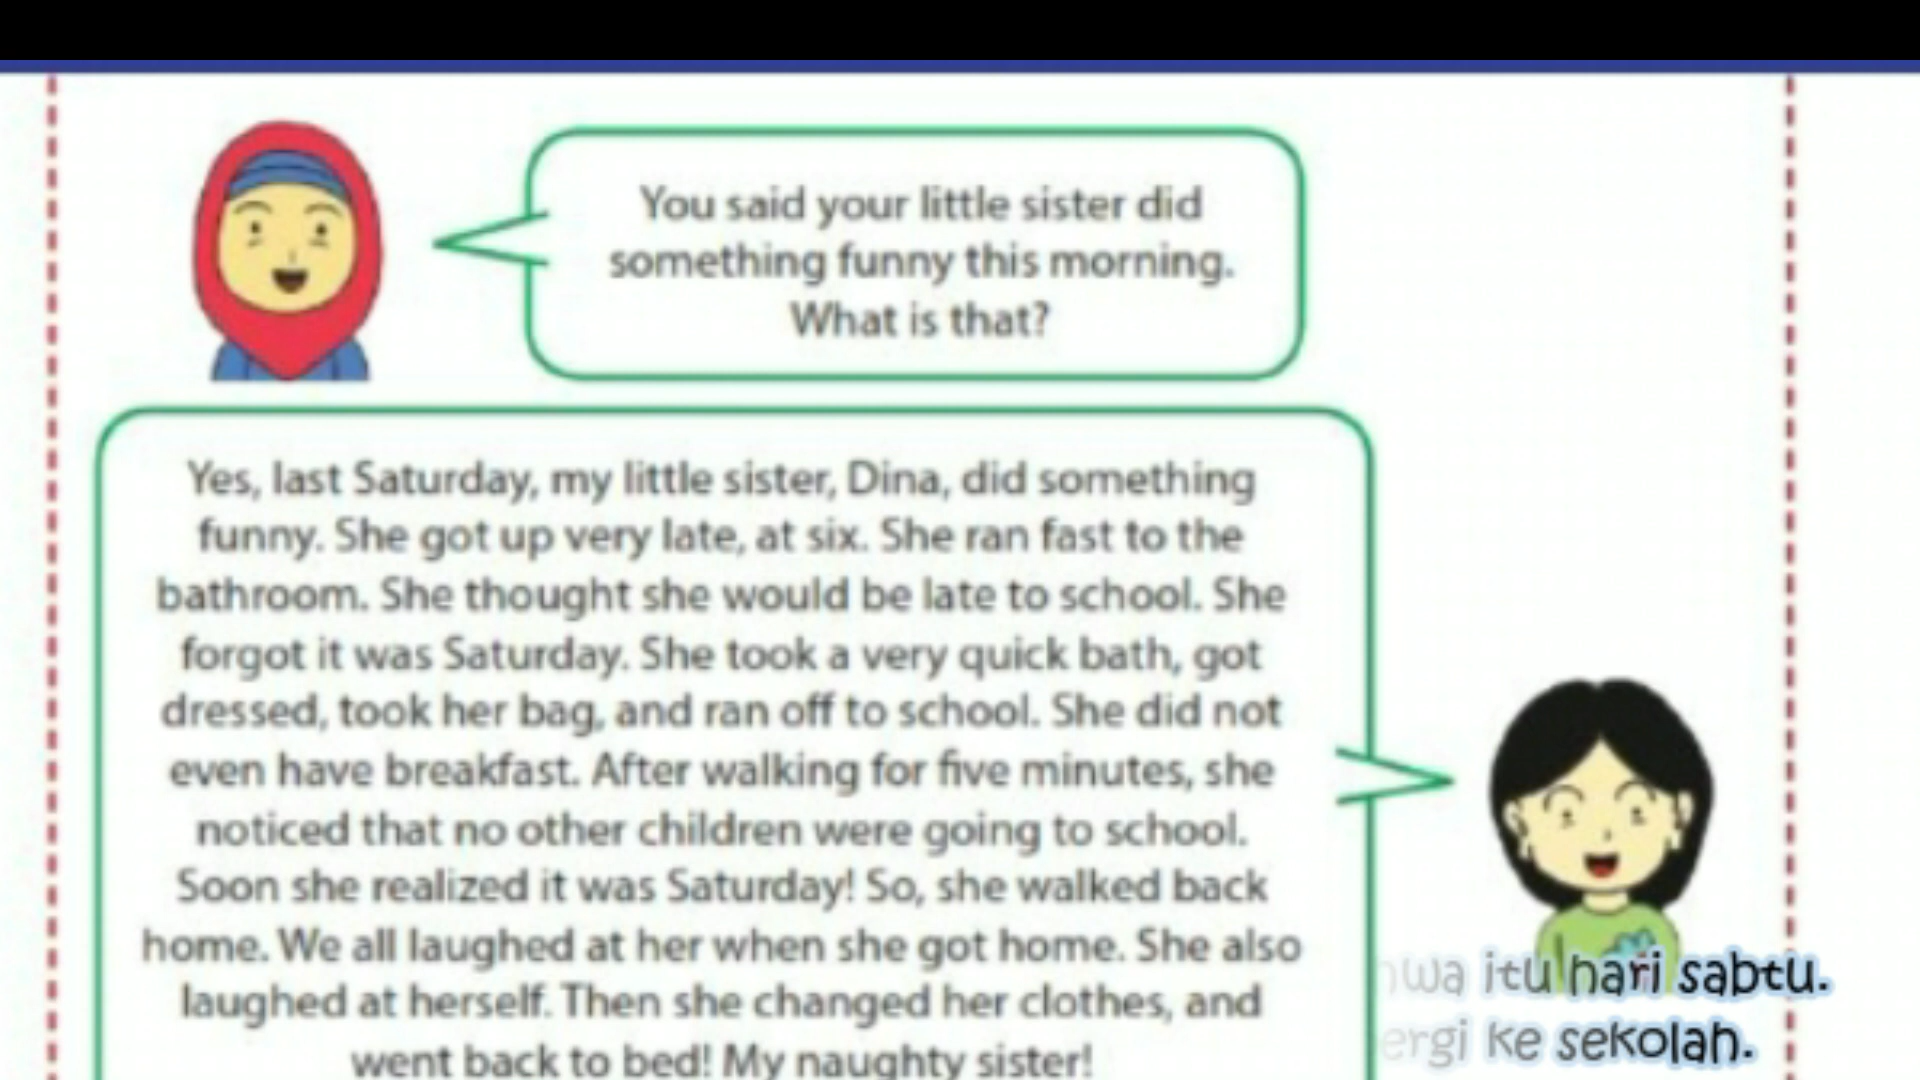 You said your little sister did
something funny this morning.
What is that?
Yes, last Saturday, my little sister, Dina, did something
funny. She got up very late, at six. She ran fast to the
bathroom. She thought she would be late to school. She
forgot it was Saturday. She took a very quick bath, got
dressed, took her bag, and ran off to school. She did not
even have breakfast. After walking for five minutes, she
noticed that no other children were going to school.
Soon she realized it was Saturday! So, she walked back
home. We all laughed at her when she got home. She also
laughed at herself. Then she changed her clothes, and
went back to bed! My naughty sister!
itu hari sabtu.
ke sekolah.